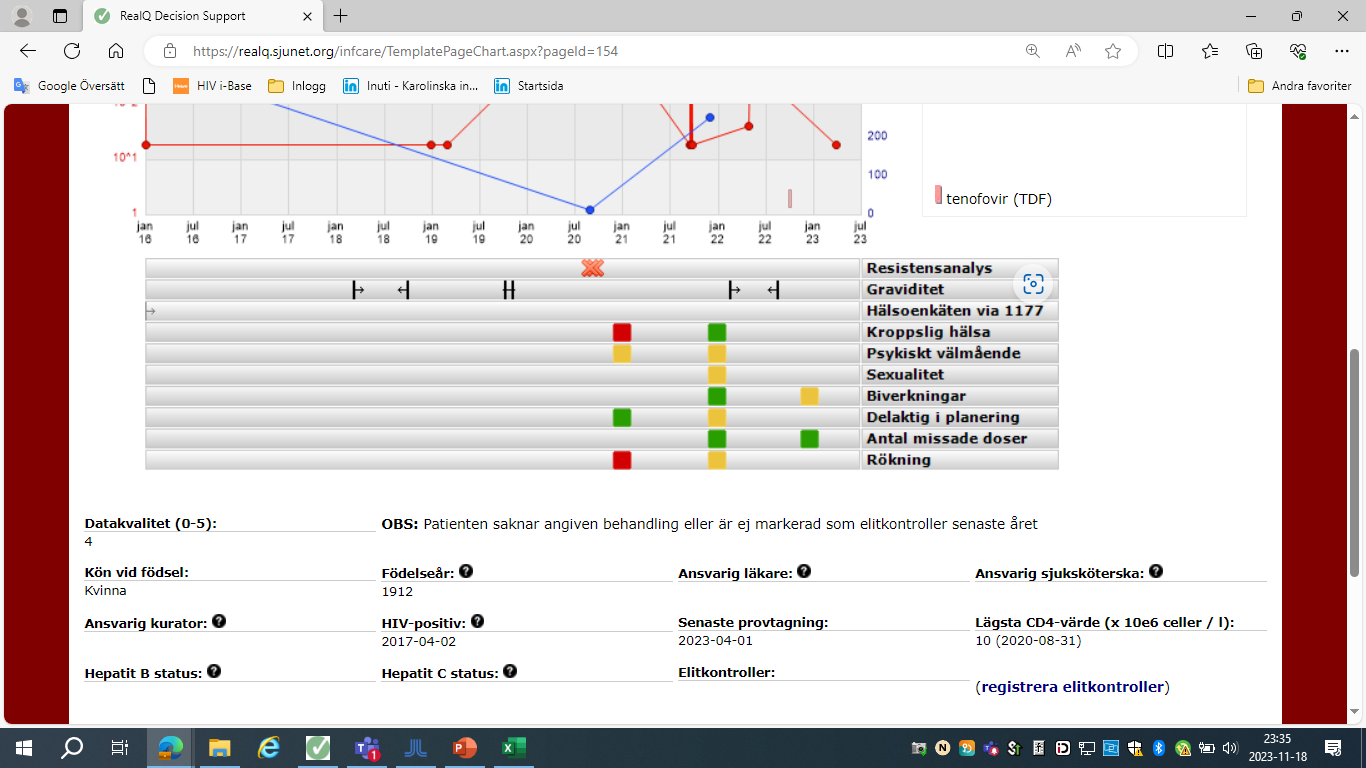 RealQ Decision Support
https://realq.sjunet.org/infcare/TemplatePageChart.aspx?pageId=154
Google Översätt
HIV i-Base
Inlogg
Inuti - Karolinska in...
Startsida
Andra favoriter
10^1
1
200
100
0
tenofovir (TDF)
jan 16
jul 16
jan 17
jul 17
jan 18
jul 18
jan 19
jul 19
jan 20
jul 20
jan 21
jul 21
jan 22
jul 22
jan 23
jul 23
Resistensanalys
Graviditet
Hälsoenkäten via 1177
Kroppslig hälsa
Psykiskt välmående
Sexualitet
Biverkningar
Delaktig i planering
Antal missade doser
Rökning
Datakvalitet (0-5):
4
OBS: Patienten saknar angiven behandling eller är ej markerad som elitkontroller senaste året
Kön vid födsel:
Kvinna
Födelseår:
1912
Ansvarig läkare:
Ansvarig sjuksköterska:
Ansvarig kurator:
HIV-positiv:
2017-04-02
Senaste provtagning:
2023-04-01
Lägsta CD4-värde (x 10e6 celler / l):
10 (2020-08-31)
Hepatit B status:
Hepatit C status:
Elitkontroller:
(registrera elitkontroller)
23:35
2023-11-18